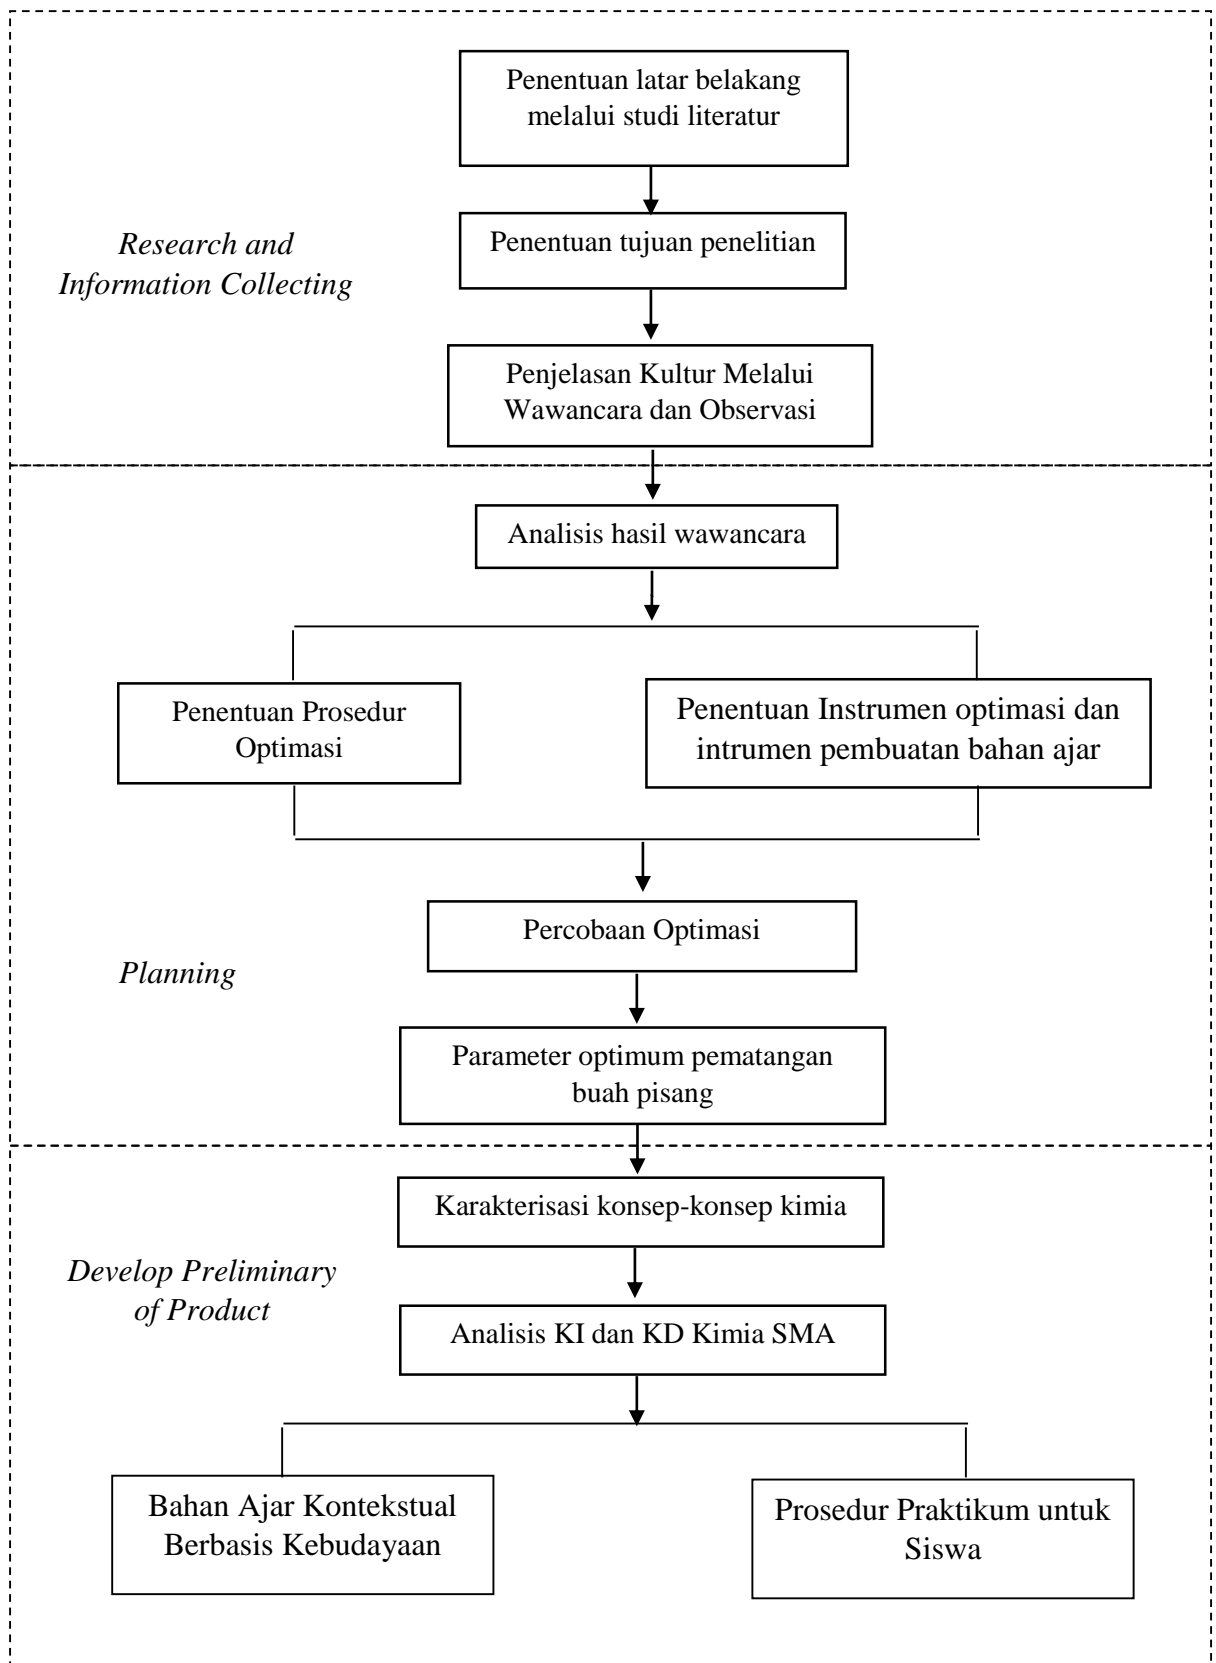 Penentuan latar belakang
melalui studi literatur
Penentuan tujuan penelitian
Research and
Information Collecting
Penjelasan Kultur Melalui
Wawancara dan Observasi
Analisis hasil wawancara
Penentuan Prosedur
Optimasi
Penentuan Instrumen optimasi dan
intrumen pembuatan bahan ajar
Percobaan Optimasi
Planning
Parameter optimum pematangan
buah pisang
Karakterisasi konsep-konsep kimia
Develop Preliminary
of Product
Analisis KI dan KD Kimia SMA
Bahan Ajar Kontekstual
Berbasis Kebudayaan
Prosedur Praktikum untuk
Siswa